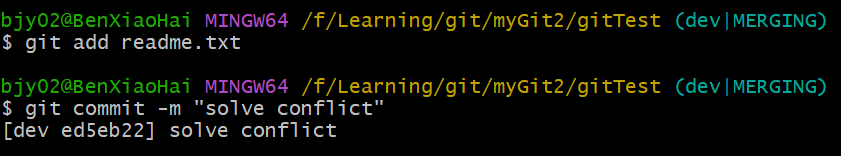 bjy02@BenXiaoHai MINGW64 /f/Learning/git/myGit2/gitTest (dev|MERGING)
$ git add readme.txt
bjy02@BenXiaoHai MINGW64 /f/Learning/git/myGit2/gitTest (dev|MERGING)
$ git commit -m "solve conflict"
[dev ed5eb22] solve conflict